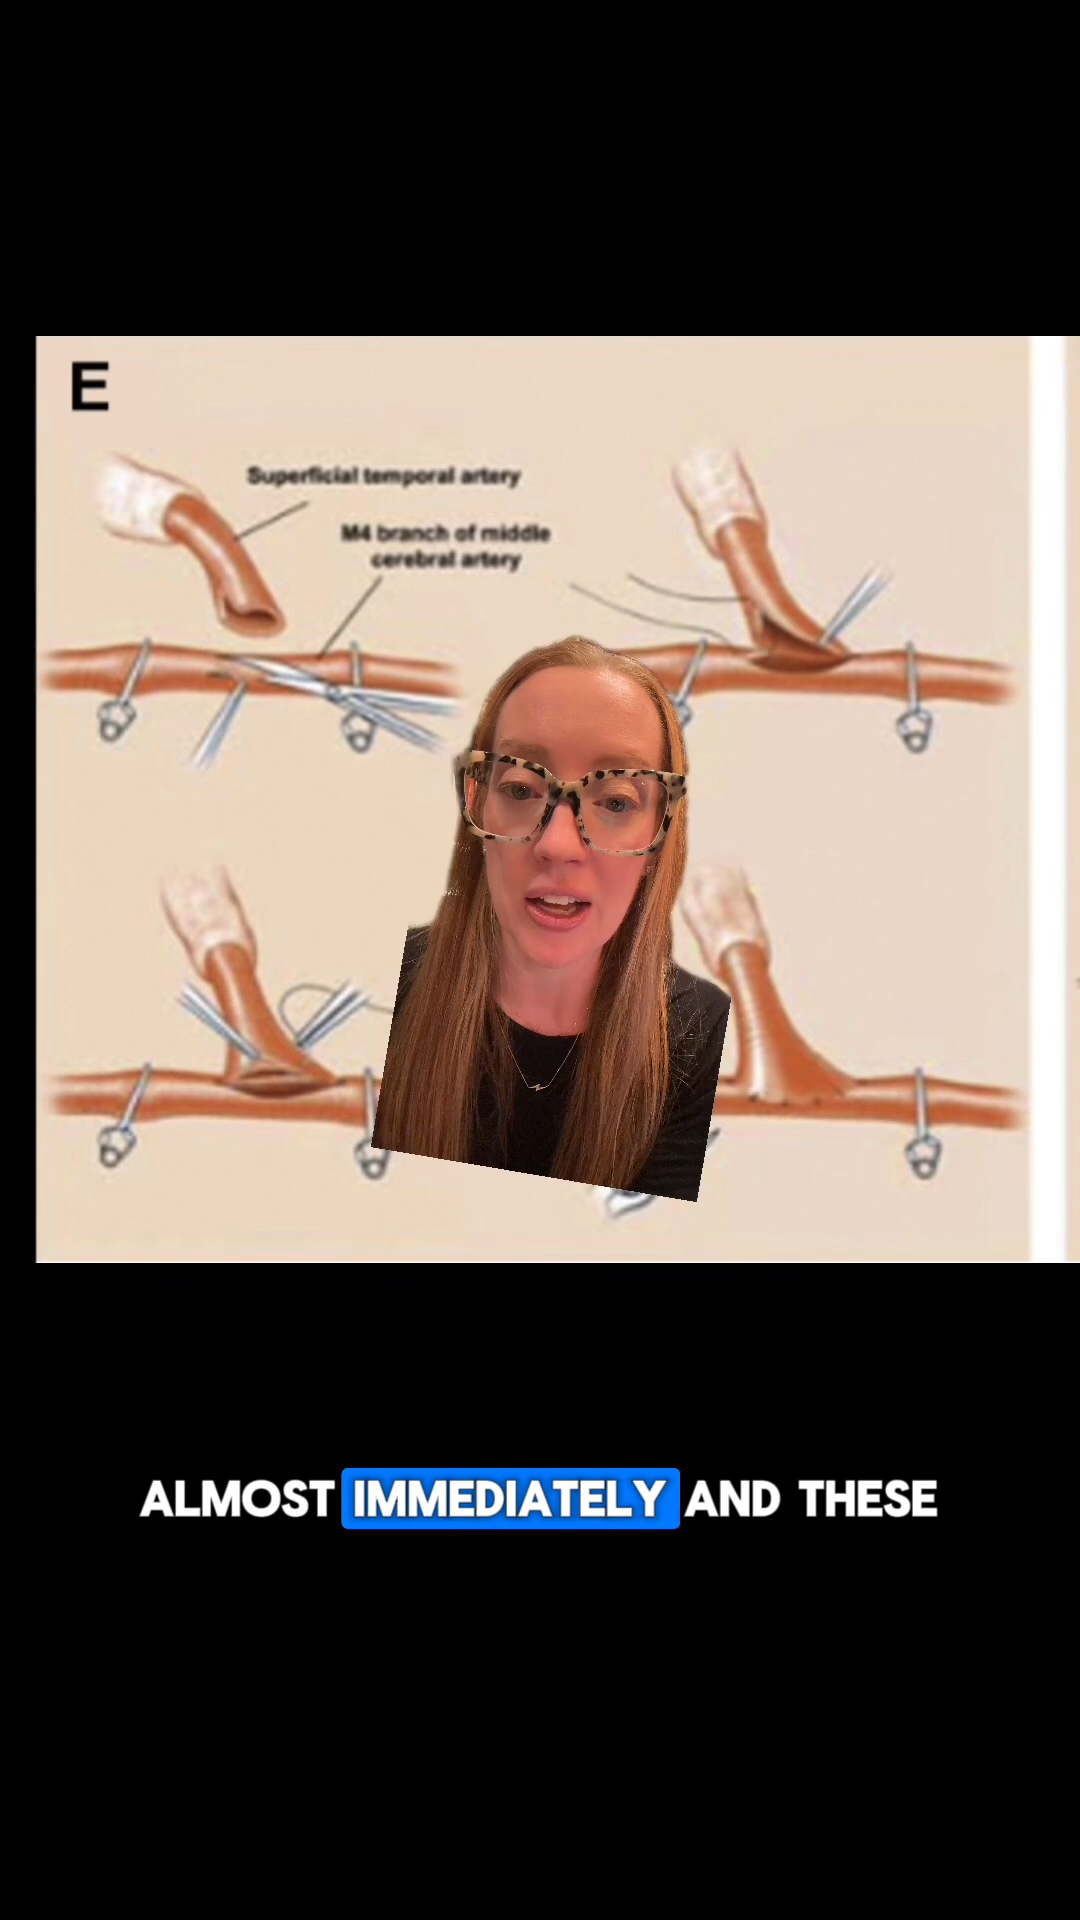 E
Superficial temporal artery
M4 branch of middle
cerebral artery
ALMOST IMMEDIATELY AND THESE